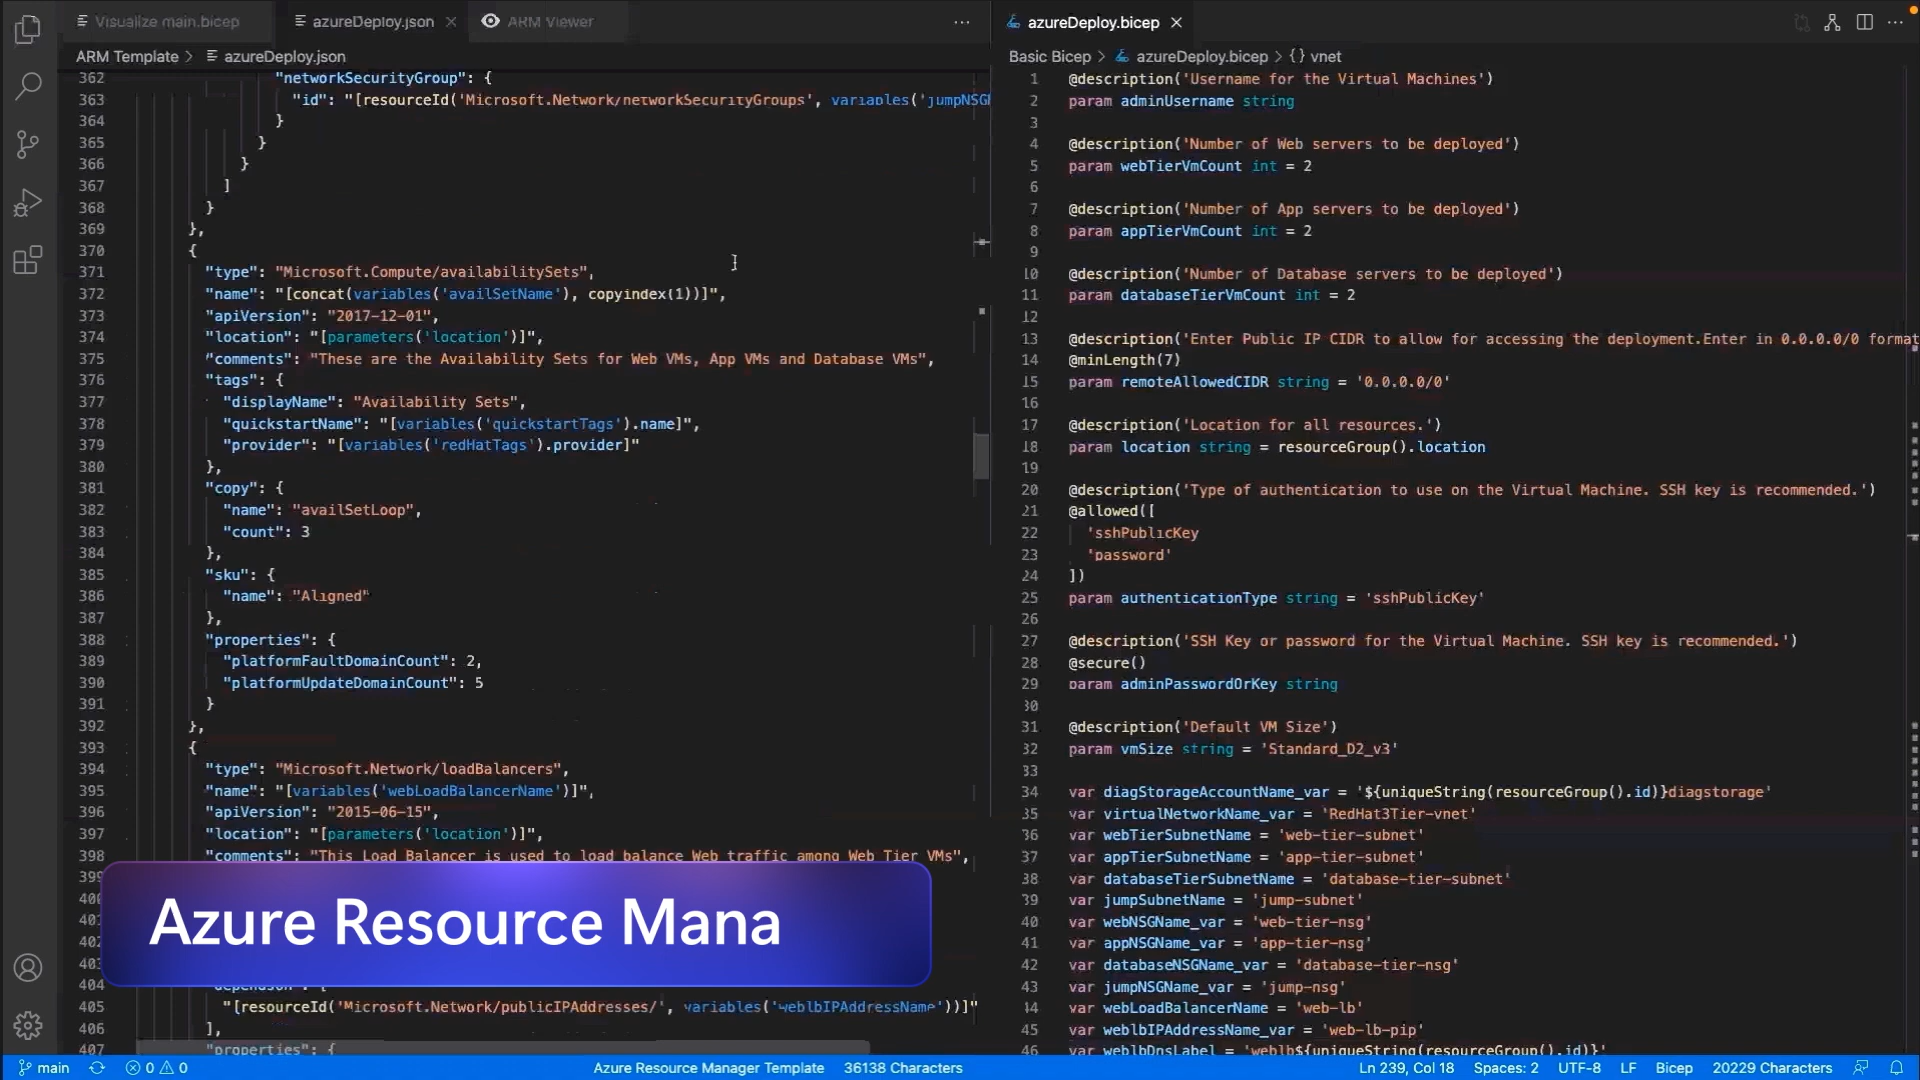 Visualize main.bicep
azureDeploy.json
ARM Viewer
ARM Template > azureDeploy.json
362 "networkSecurityGroup": {
363 "id": "[resourceId('Microsoft.Network/networkSecurityGroups', variables('jumpNSG
364 }
365 }
366 }
367 ]
368 }
369 },
370 {
371 "type": "Microsoft.Compute/availabilitySets",
372 "name": "[concat(variables('availSetName'), copyindex(1))]",
373 "apiVersion": "2017-12-01",
374 "location": "[parameters('location')]",
375 "comments": "These are the Availability Sets for Web VMs, App VMs and Database VMs",
376 "tags": {
377 "displayName": "Availability Sets",
378 "quickstartName": "[variables('quickstartTags').name]",
379 "provider": "[variables('redHatTags').provider]"
380 },
381 "copy": {
382 "name": "availSetLoop",
383 "count": 3
384 },
385 "sku": {
386 "name": "Aligned"
387 },
388 "properties": {
389 "platformFaultDomainCount": 2,
390 "platformUpdateDomainCount": 5
391 }
392 },
393 {
394 "type": "Microsoft.Network/loadBalancers",
395 "name": "[variables('webLoadBalancerName')]",
396 "apiVersion": "2015-06-15",
397 "location": "[parameters('location')]",
398 "comments": "This Load Balancer is used to load balance Web traffic among Web Tier VMs",
Azure Resource Mana
405 "[resourceId('Microsoft.Network/publicIPAddresses/', variables('weblbIPAddressName'))]"
406 ],
407 "properties": {
azureDeploy.bicep
Basic Bicep > azureDeploy.bicep > {} vnet
1 @description('Username for the Virtual Machines')
2 param adminUsername string
3
4 @description('Number of Web servers to be deployed')
5 param webTierVmCount int = 2
6
7 @description('Number of App servers to be deployed')
8 param appTierVmCount int = 2
9
10 @description('Number of Database servers to be deployed')
11 param databaseTierVmCount int = 2
12
13 @description('Enter Public IP CIDR to allow for accessing the deployment.Enter in 0.0.0.0/0 format
14 @minLength(7)
15 param remoteAllowedCIDR string = '0.0.0.0/0'
16
17 @description('Location for all resources.')
18 param location string = resourceGroup().location
19
20 @description('Type of authentication to use on the Virtual Machine. SSH key is recommended.')
21 @allowed([
22 'sshPublicKey
23 'password'
24 ])
25 param authenticationType string = 'sshPublicKey'
26
27 @description('SSH Key or password for the Virtual Machine. SSH key is recommended.')
28 @secure()
29 param adminPasswordOrKey string
30
31 @description('Default VM Size')
32 param vmSize string = 'Standard_D2_v3'
33
34 var diagStorageAccountName_var = '${uniqueString(resourceGroup().id)}diagstorage'
35 var virtualNetworkName_var = 'RedHat3Tier-vnet'
36 var webTierSubnetName = 'web-tier-subnet'
37 var appTierSubnetName = 'app-tier-subnet'
38 var databaseTierSubnetName = 'database-tier-subnet'
39 var jumpSubnetName = 'jump-subnet'
40 var webNSGName_var = 'web-tier-nsg'
41 var appNSGName_var = 'app-tier-nsg'
42 var databaseNSGName_var = 'database-tier-nsg'
43 var jumpNSGName_var = 'jump-nsg'
44 var webLoadBalancerName = 'web-lb'
45 var weblbIPAddressName_var = 'web-lb-pip'
46 var weblbDnsLabel = 'weblb${uniqueString(resourceGroup().id)}'
main 0 0 Azure Resource Manager Template 36138 Characters Ln 239, Col 18 Spaces: 2 UTF-8 LF Bicep 20229 Characters